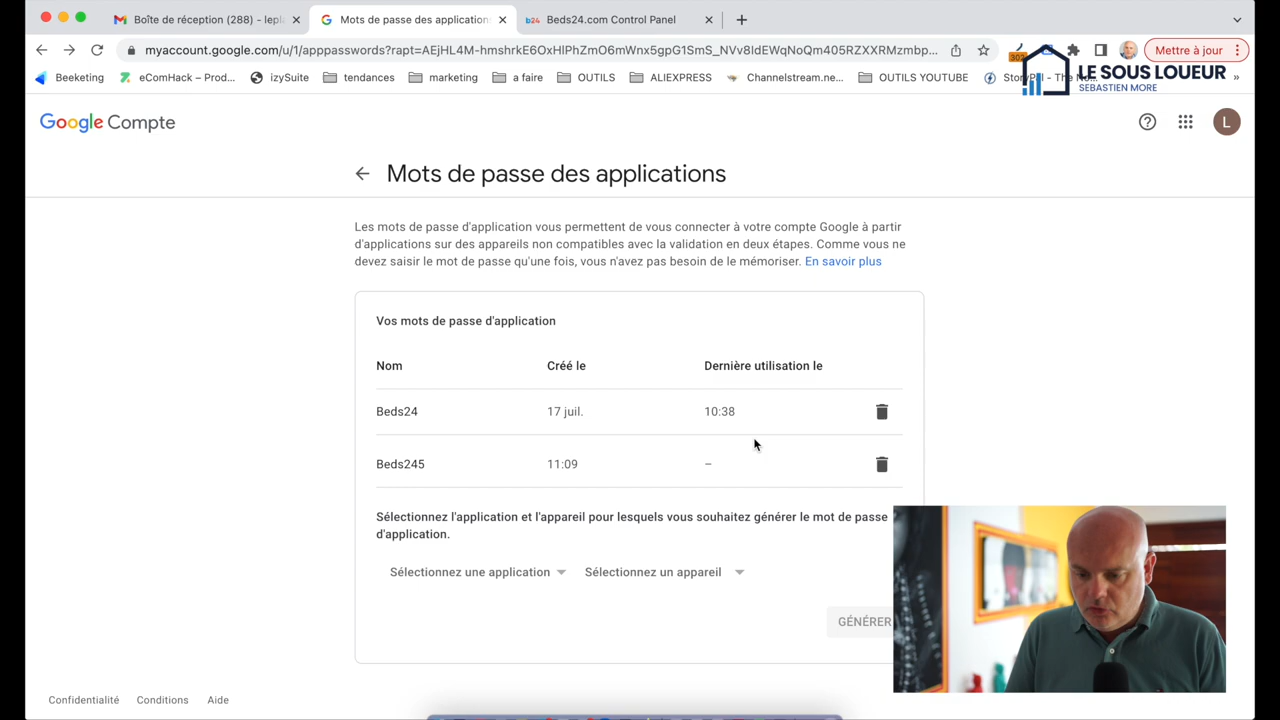 Boîte de réception (288) - lepla
Mots de passe des application
b24 Beds24.com Control Panel
myaccount.google.com/u/1/apppasswords?rapt=AEjHL4M-hmshrkE6OxHlPhZmO6mWnx5gpG1SmS_NVv8IdEWqNoQm405RZXXRMzmbp...
302
Mettre à jour
Beeketing
eComHack – Prod...
izySuite
tendances
marketing
a faire
OUTILS
ALIEXPRESS
Channelstream.ne...
OUTILS YOUTUBE
»
LE SOUS LOUEUR
SEBASTIEN MORE
Google Compte
L
Mots de passe des applications
Les mots de passe d'application vous permettent de vous connecter à votre compte Google à partir
d'applications sur des appareils non compatibles avec la validation en deux étapes. Comme vous ne
devez saisir le mot de passe qu'une fois, vous n'avez pas besoin de le mémoriser. En savoir plus
Vos mots de passe d'application
Nom Créé le Dernière utilisation le
Beds24 17 juil. 10:38
Beds245 11:09 –
Sélectionnez l'application et l'appareil pour lesquels vous souhaitez générer le mot de passe
d'application.
Sélectionnez une application Sélectionnez un appareil
GÉNÉRER
Confidentialité Conditions Aide